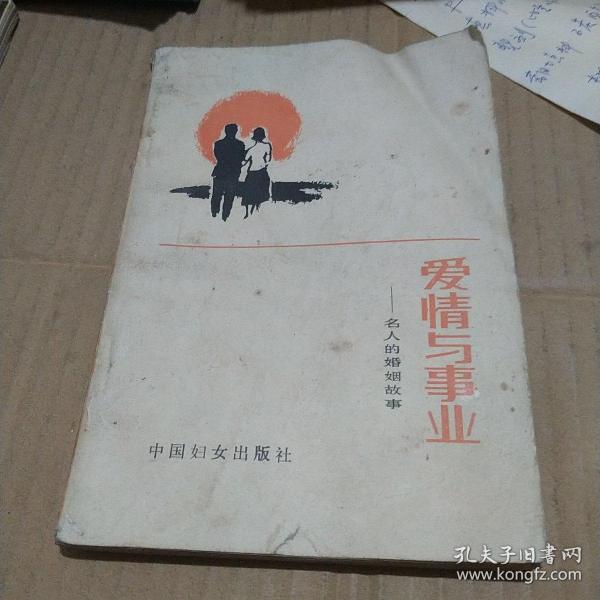 爱情与事业
——名人的婚姻故事
中国妇女出版社
孔夫子旧书网
www.kongfz.com